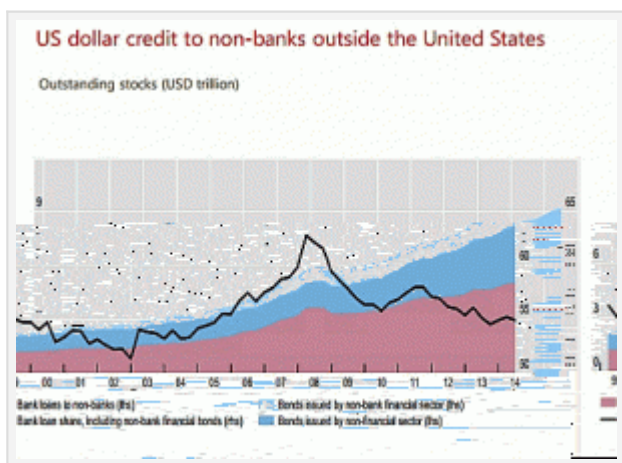 US dollar credit to non-banks outside the United States
Outstanding stocks (USD trillion)
9 65
60 6
55 3
50 0
00 01 02 03 04 05 06 07 08 09 10 11 12 13 14 9
Bank loans to non-banks (lhs) Bonds issued by non-bank financial sector (lhs)
Bank loan share, including non-bank financial bonds (rhs) Bonds issued by non-financial sector (lhs)